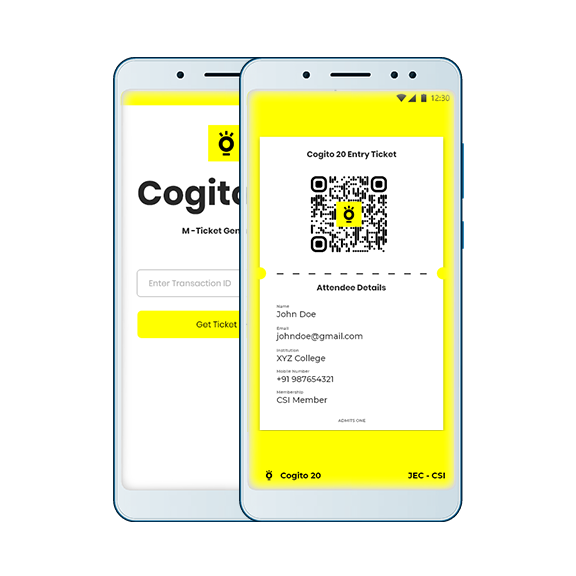 Cogito
M-Ticket Gen
Enter Transaction ID
Get Ticket
12:30
Cogito 20 Entry Ticket
Attendee Details
Name
John Doe
Email
johndoe@gmail.com
Institution
XYZ College
Mobile Number
+91 987654321
Membership
CSI Member
ADMITS ONE.
Cogito 20
JEC - CSI